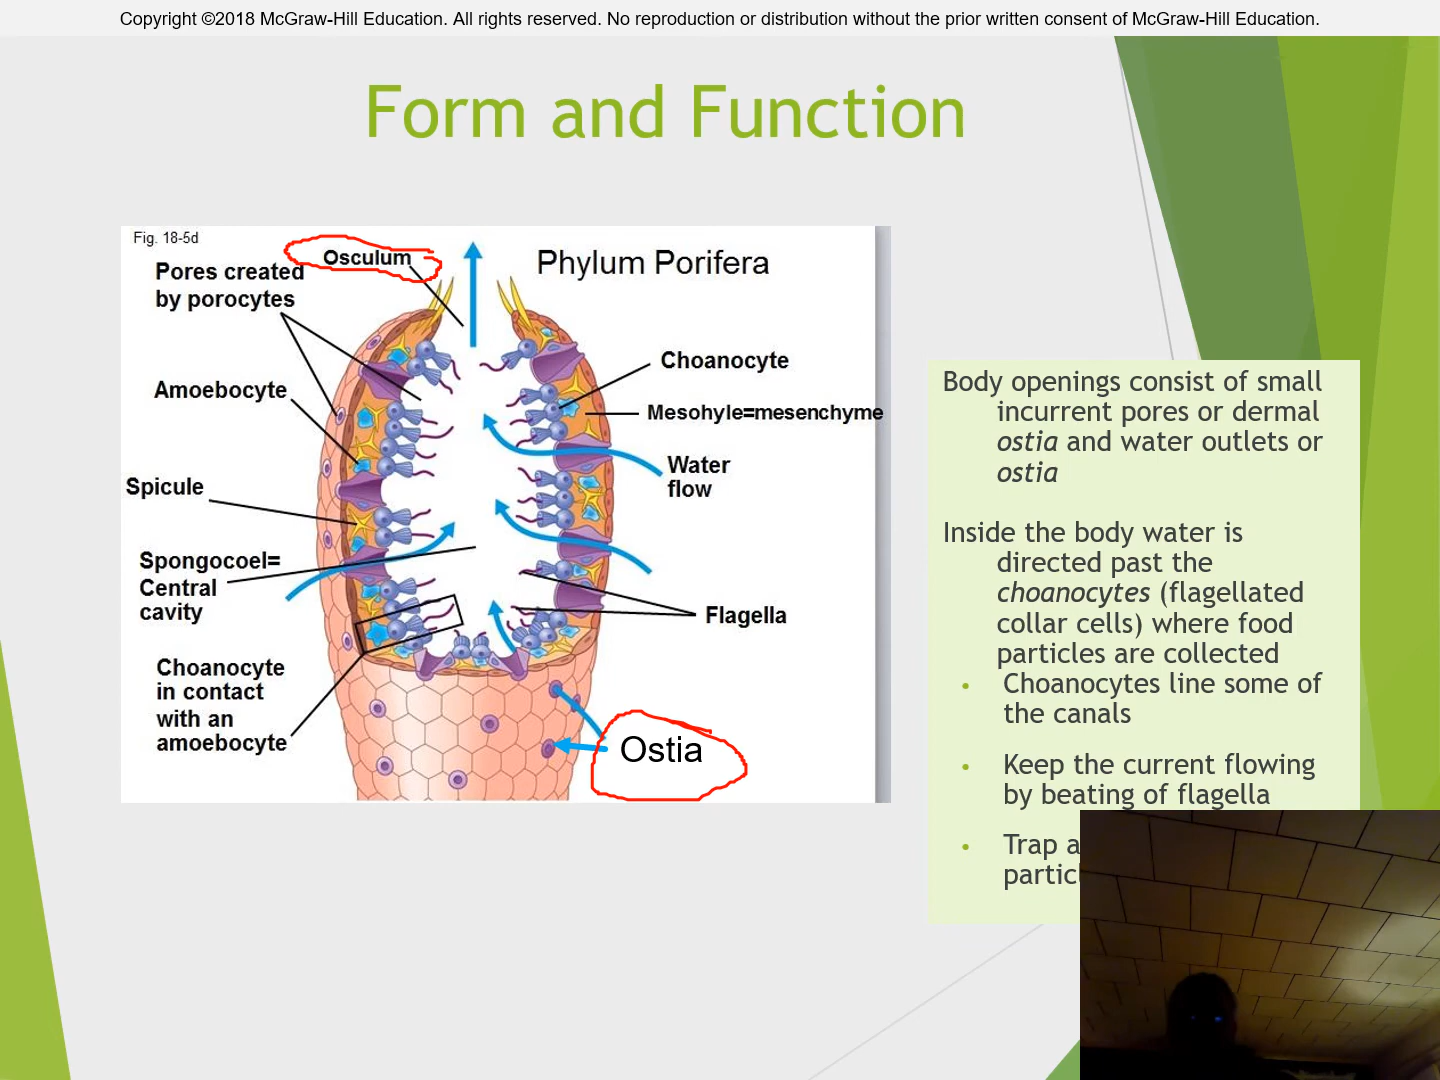 Copyright ©2018 McGraw-Hill Education. All rights reserved. No reproduction or distribution without the prior written consent of McGraw-Hill Education.
Form and Function
Fig. 18-5d
Osculum
Phylum Porifera
Pores created
by porocytes
Amoebocyte
Spicule
Spongocoel=
Central
cavity
Choanocyte
in contact
with an
amoebocyte
Choanocyte
Mesohyle=mesenchyme
Water
flow
Flagella
Ostia
Body openings consist of small
incurrent pores or dermal
ostia and water outlets or
ostia
Inside the body water is
directed past the
choanocytes (flagellated
collar cells) where food
particles are collected
• Choanocytes line some of
the canals
• Keep the current flowing
by beating of flagella
• Trap